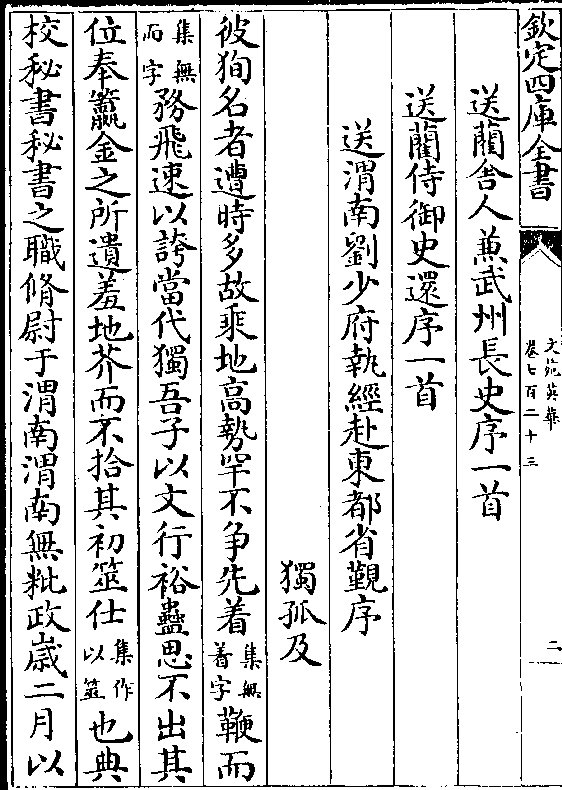 欽定四庫全書
文苑英華
卷七百二十三
二
送蘭舍人兼武州長史序一首
送蘭侍御史還序一首
送渭南劉少府執經赴東都省覲序
獨孤及
彼狥名者遭時多故乘地高勢罕不争先着集無着字鞭而
集無而字務飛速以誇當代獨吾子以文行裕蠱思不出其
位奉籯金之所遺羞地芥而不拾其初筮仕集作以筮也典
校秘書秘書之職脩尉于渭南渭南無粃政歲二月以